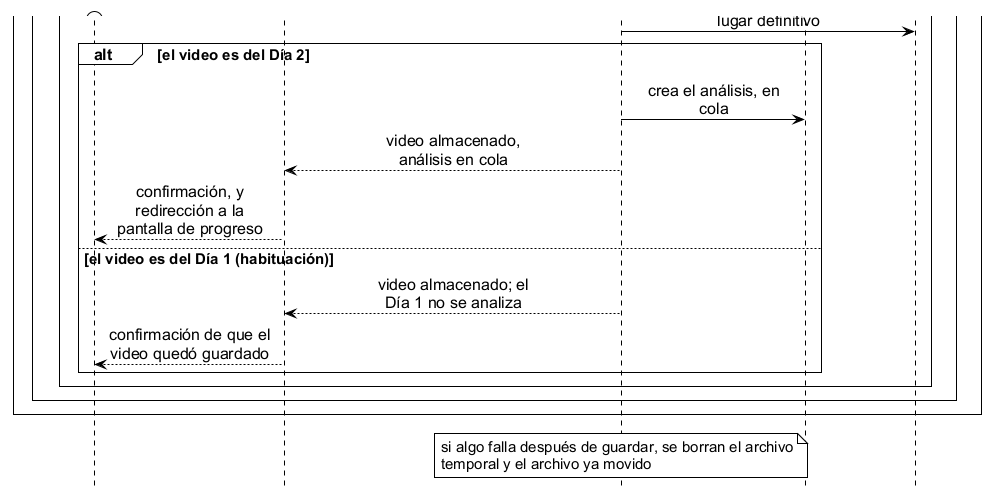 lugar definitivo
alt [el video es del Día 2]
crea el análisis, en
cola
video almacenado,
análisis en cola
confirmación, y
redirección a la
pantalla de progreso
[el video es del Día 1 (habituación)]
video almacenado; el
Día 1 no se analiza
confirmación de que el
video quedó guardado
si algo falla después de guardar, se borran el archivo
temporal y el archivo ya movido